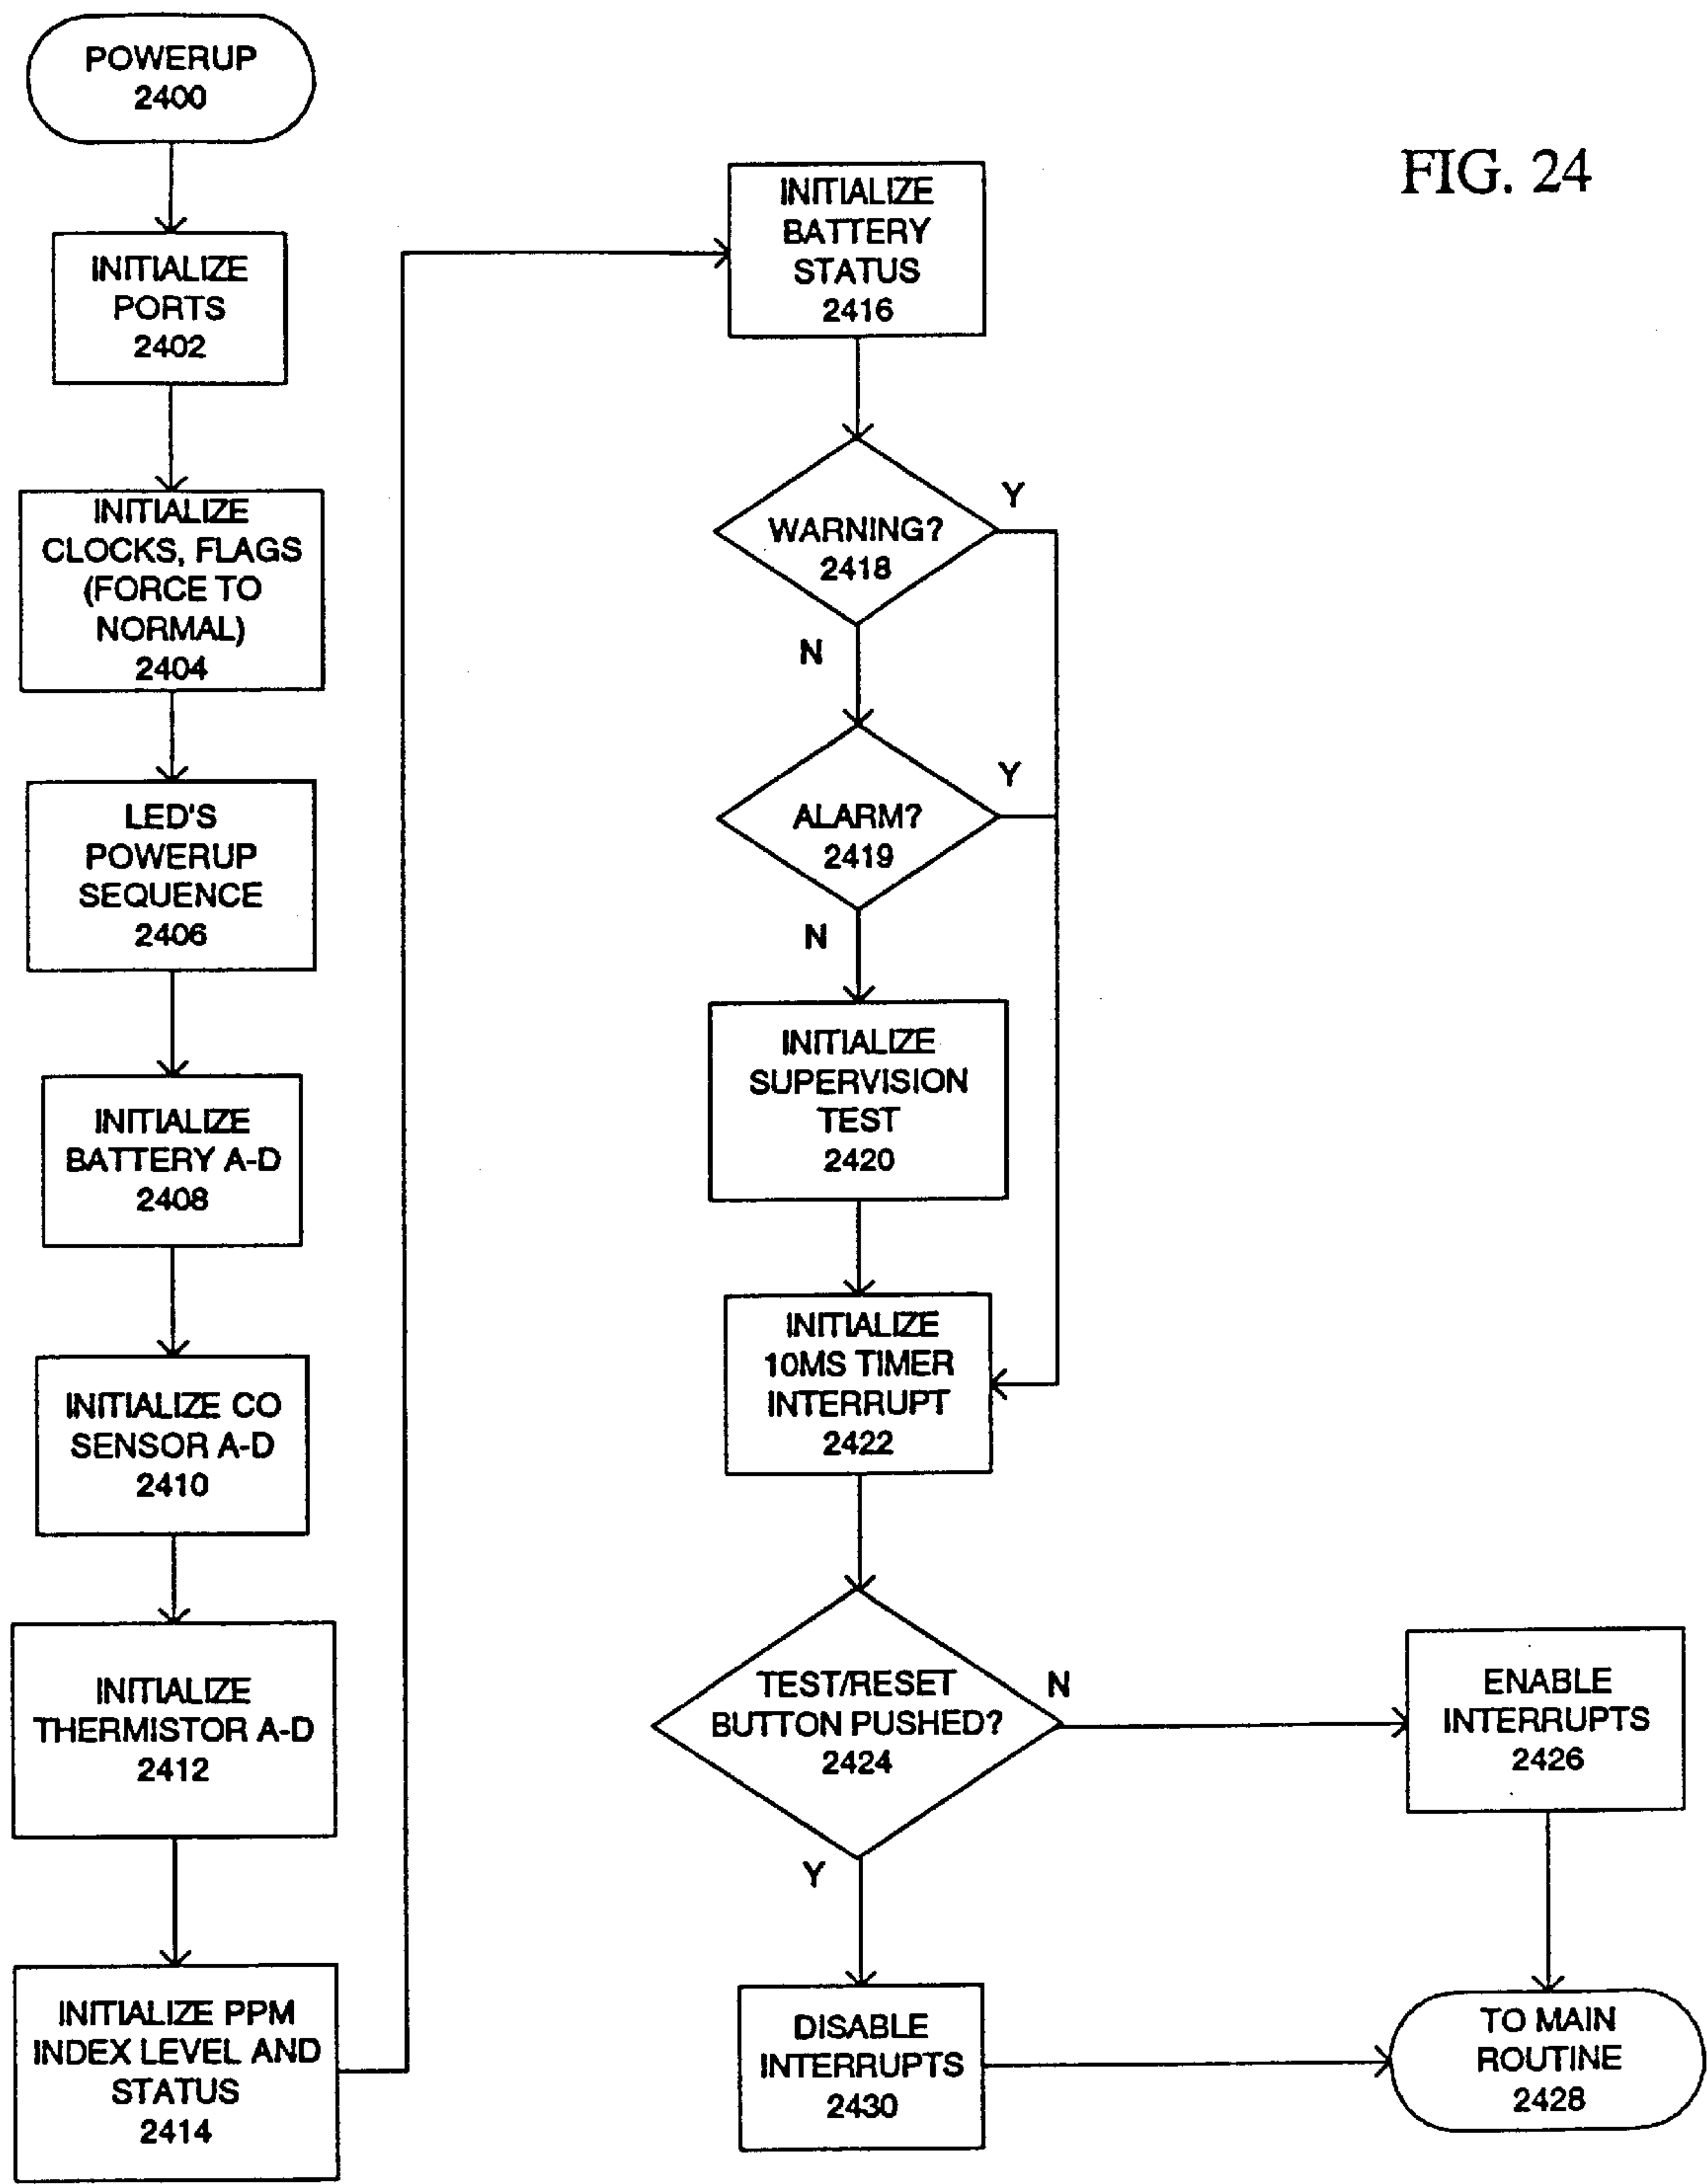 POWERUP
2400
INITIALIZE
PORTS
2402
INITIALIZE
CLOCKS, FLAGS
(FORCE TO
NORMAL)
2404
LED'S
POWERUP
SEQUENCE
2406
INITIALIZE
BATTERY A-D
2408
INITIALIZE CO
SENSOR A-D
2410
INITIALIZE
THERMISTOR A-D
2412
INITIALIZE PPM
INDEX LEVEL AND
STATUS
2414
FIG. 24
INITIALIZE
BATTERY
STATUS
2416
WARNING?
2418
Y
N
ALARM?
2419
Y
N
INITIALIZE
SUPERVISION
TEST
2420
INITIALIZE
10MS TIMER
INTERRUPT
2422
TEST/RESET
BUTTON PUSHED?
2424
N
Y
ENABLE
INTERRUPTS
2426
DISABLE
INTERRUPTS
2430
TO MAIN
ROUTINE
2428